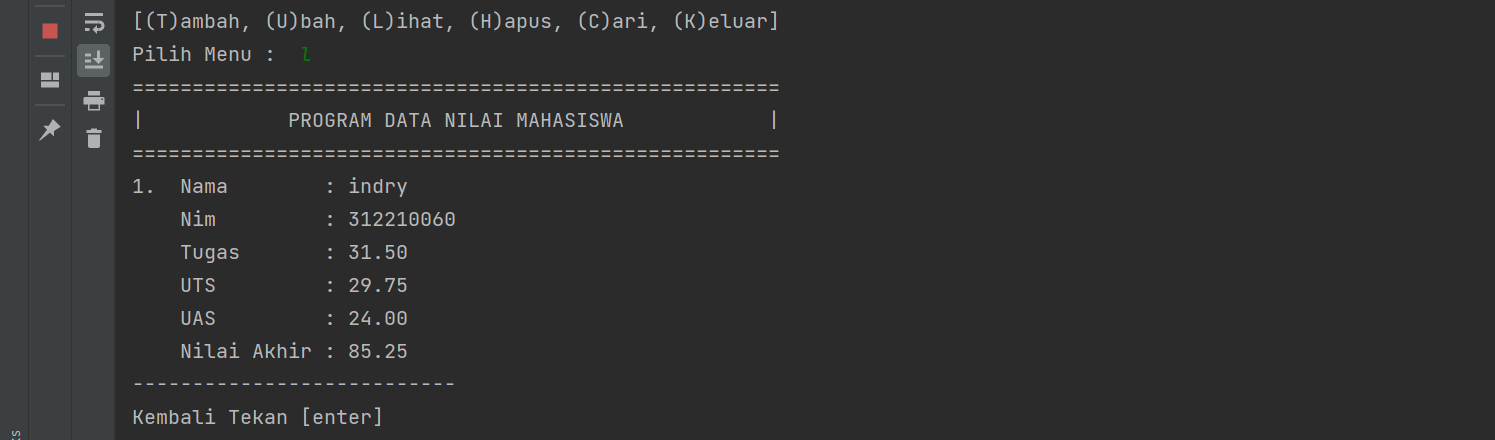 [(T)ambah, (U)bah, (L)ihat, (H)apus, (C)ari, (K)eluar]
Pilih Menu :  l
======================================================
|            PROGRAM DATA NILAI MAHASISWA            |
======================================================
1.  Nama        : indry
    Nim         : 312210060
    Tugas       : 31.50
    UTS         : 29.75
    UAS         : 24.00
    Nilai Akhir : 85.25
---------------------------
Kembali Tekan [enter]